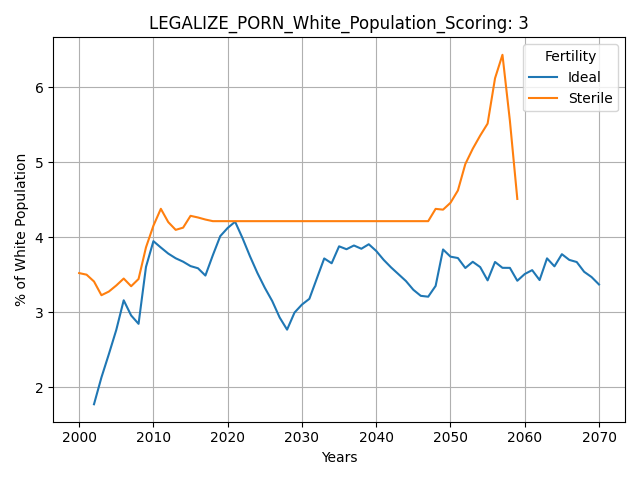 LEGALIZE_PORN_White_Population_Scoring: 3
Fertility
Ideal
Sterile
% of White Population
6
5
4
3
2
2000 2010 2020 2030 2040 2050 2060 2070
Years